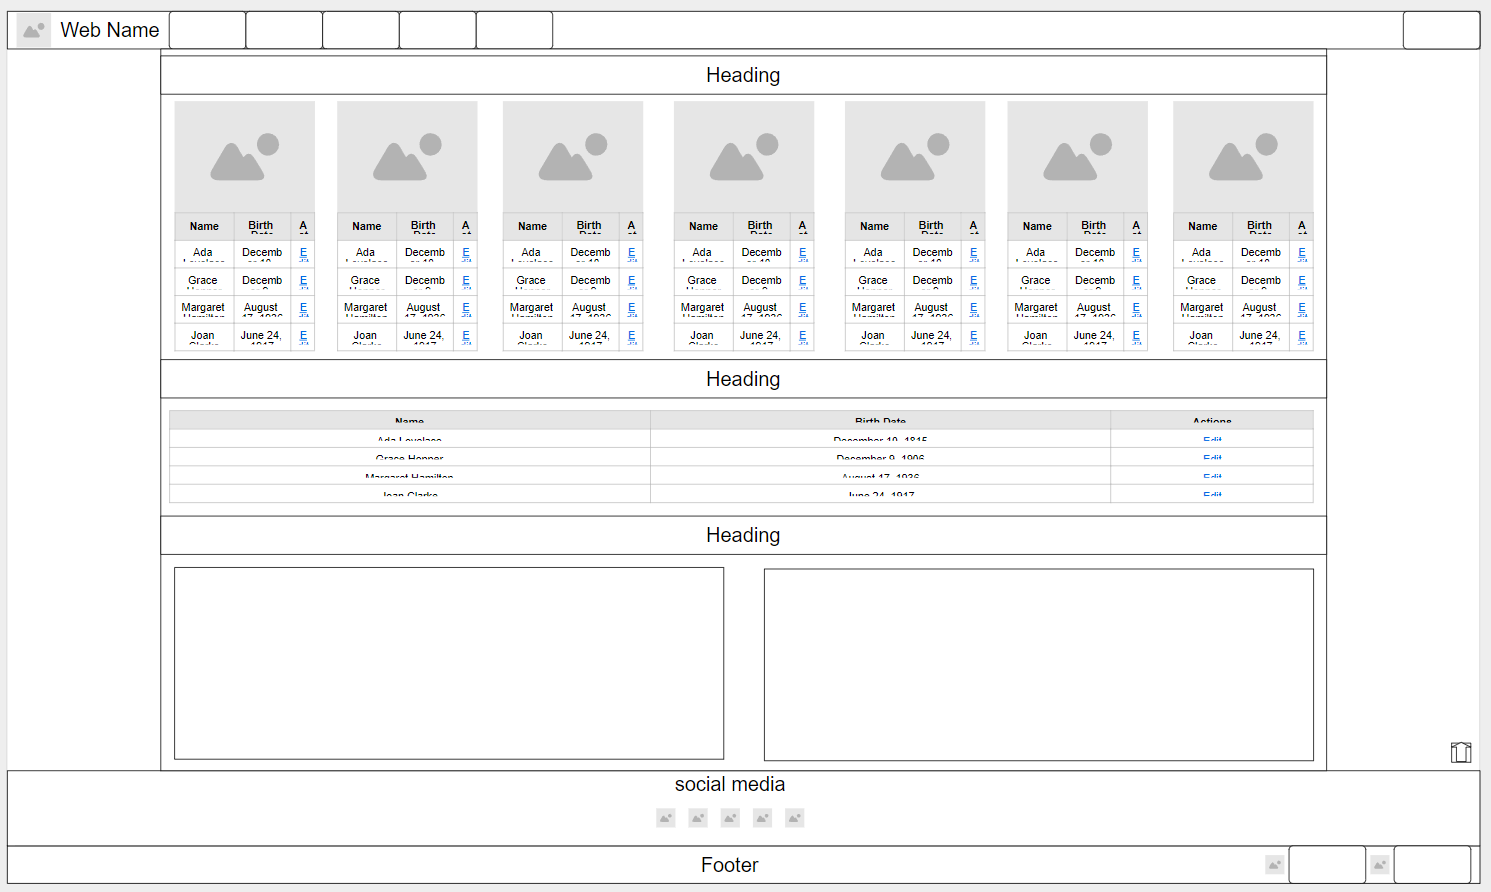 Web Name
Heading
Name Birth A
Ada Decemb E
Grace Decemb E
Margaret August E
Joan June 24, E
Name Birth A
Ada Decemb E
Grace Decemb E
Margaret August E
Joan June 24, E
Name Birth A
Ada Decemb E
Grace Decemb E
Margaret August E
Joan June 24, E
Name Birth A
Ada Decemb E
Grace Decemb E
Margaret August E
Joan June 24, E
Name Birth A
Ada Decemb E
Grace Decemb E
Margaret August E
Joan June 24, E
Name Birth A
Ada Decemb E
Grace Decemb E
Margaret August E
Joan June 24, E
Name Birth A
Ada Decemb E
Grace Decemb E
Margaret August E
Joan June 24, E
Heading
Name Birth Date Actions
Ada Lovelace December 10, 1815 Edit
Grace Hopper December 9, 1906 Edit
Margaret Hamilton August 17, 1936 Edit
Joan Clarke June 24, 1917 Edit
Heading
social media
Footer